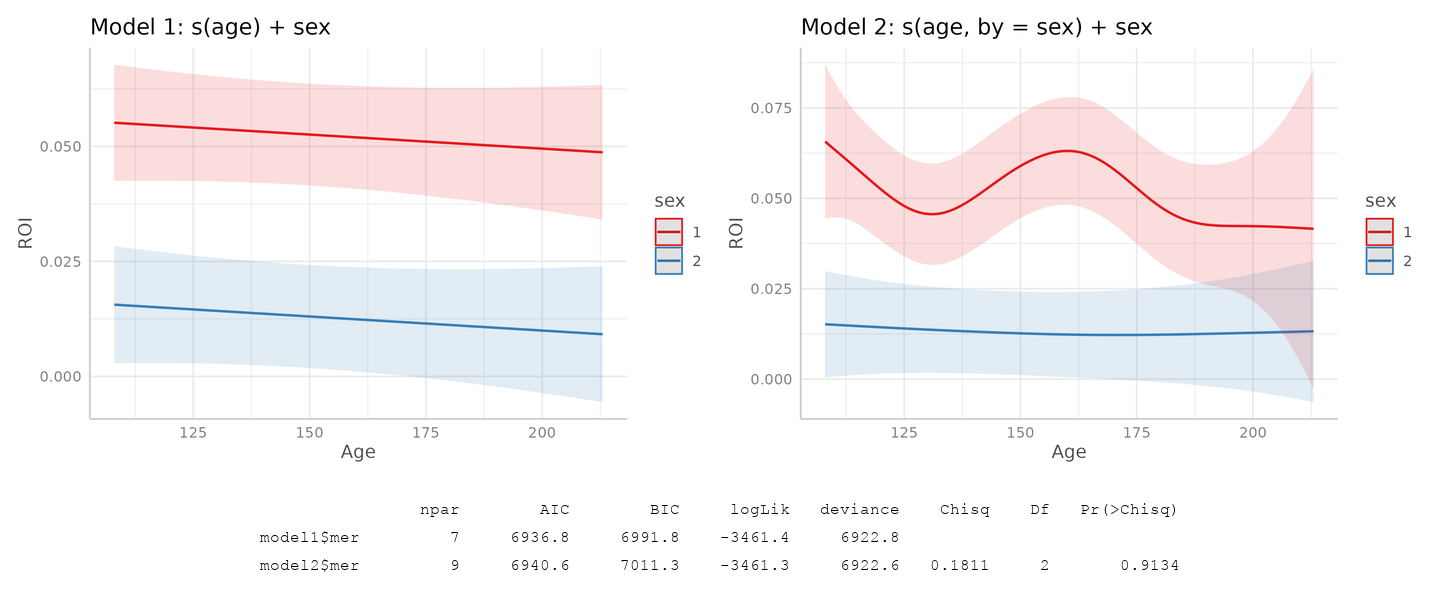 Model 1: s(age) + sex
0.050
0.025
0.000
ROI
125 150 175 200
Age
sex
1
2
Model 2: s(age, by = sex) + sex
0.075
0.050
0.025
0.000
ROI
125 150 175 200
Age
sex
1
2
npar AIC BIC logLik deviance Chisq Df Pr(>Chisq)
model1$mer 7 6936.8 6991.8 -3461.4 6922.8
model2$mer 9 6940.6 7011.3 -3461.3 6922.6 0.1811 2 0.9134